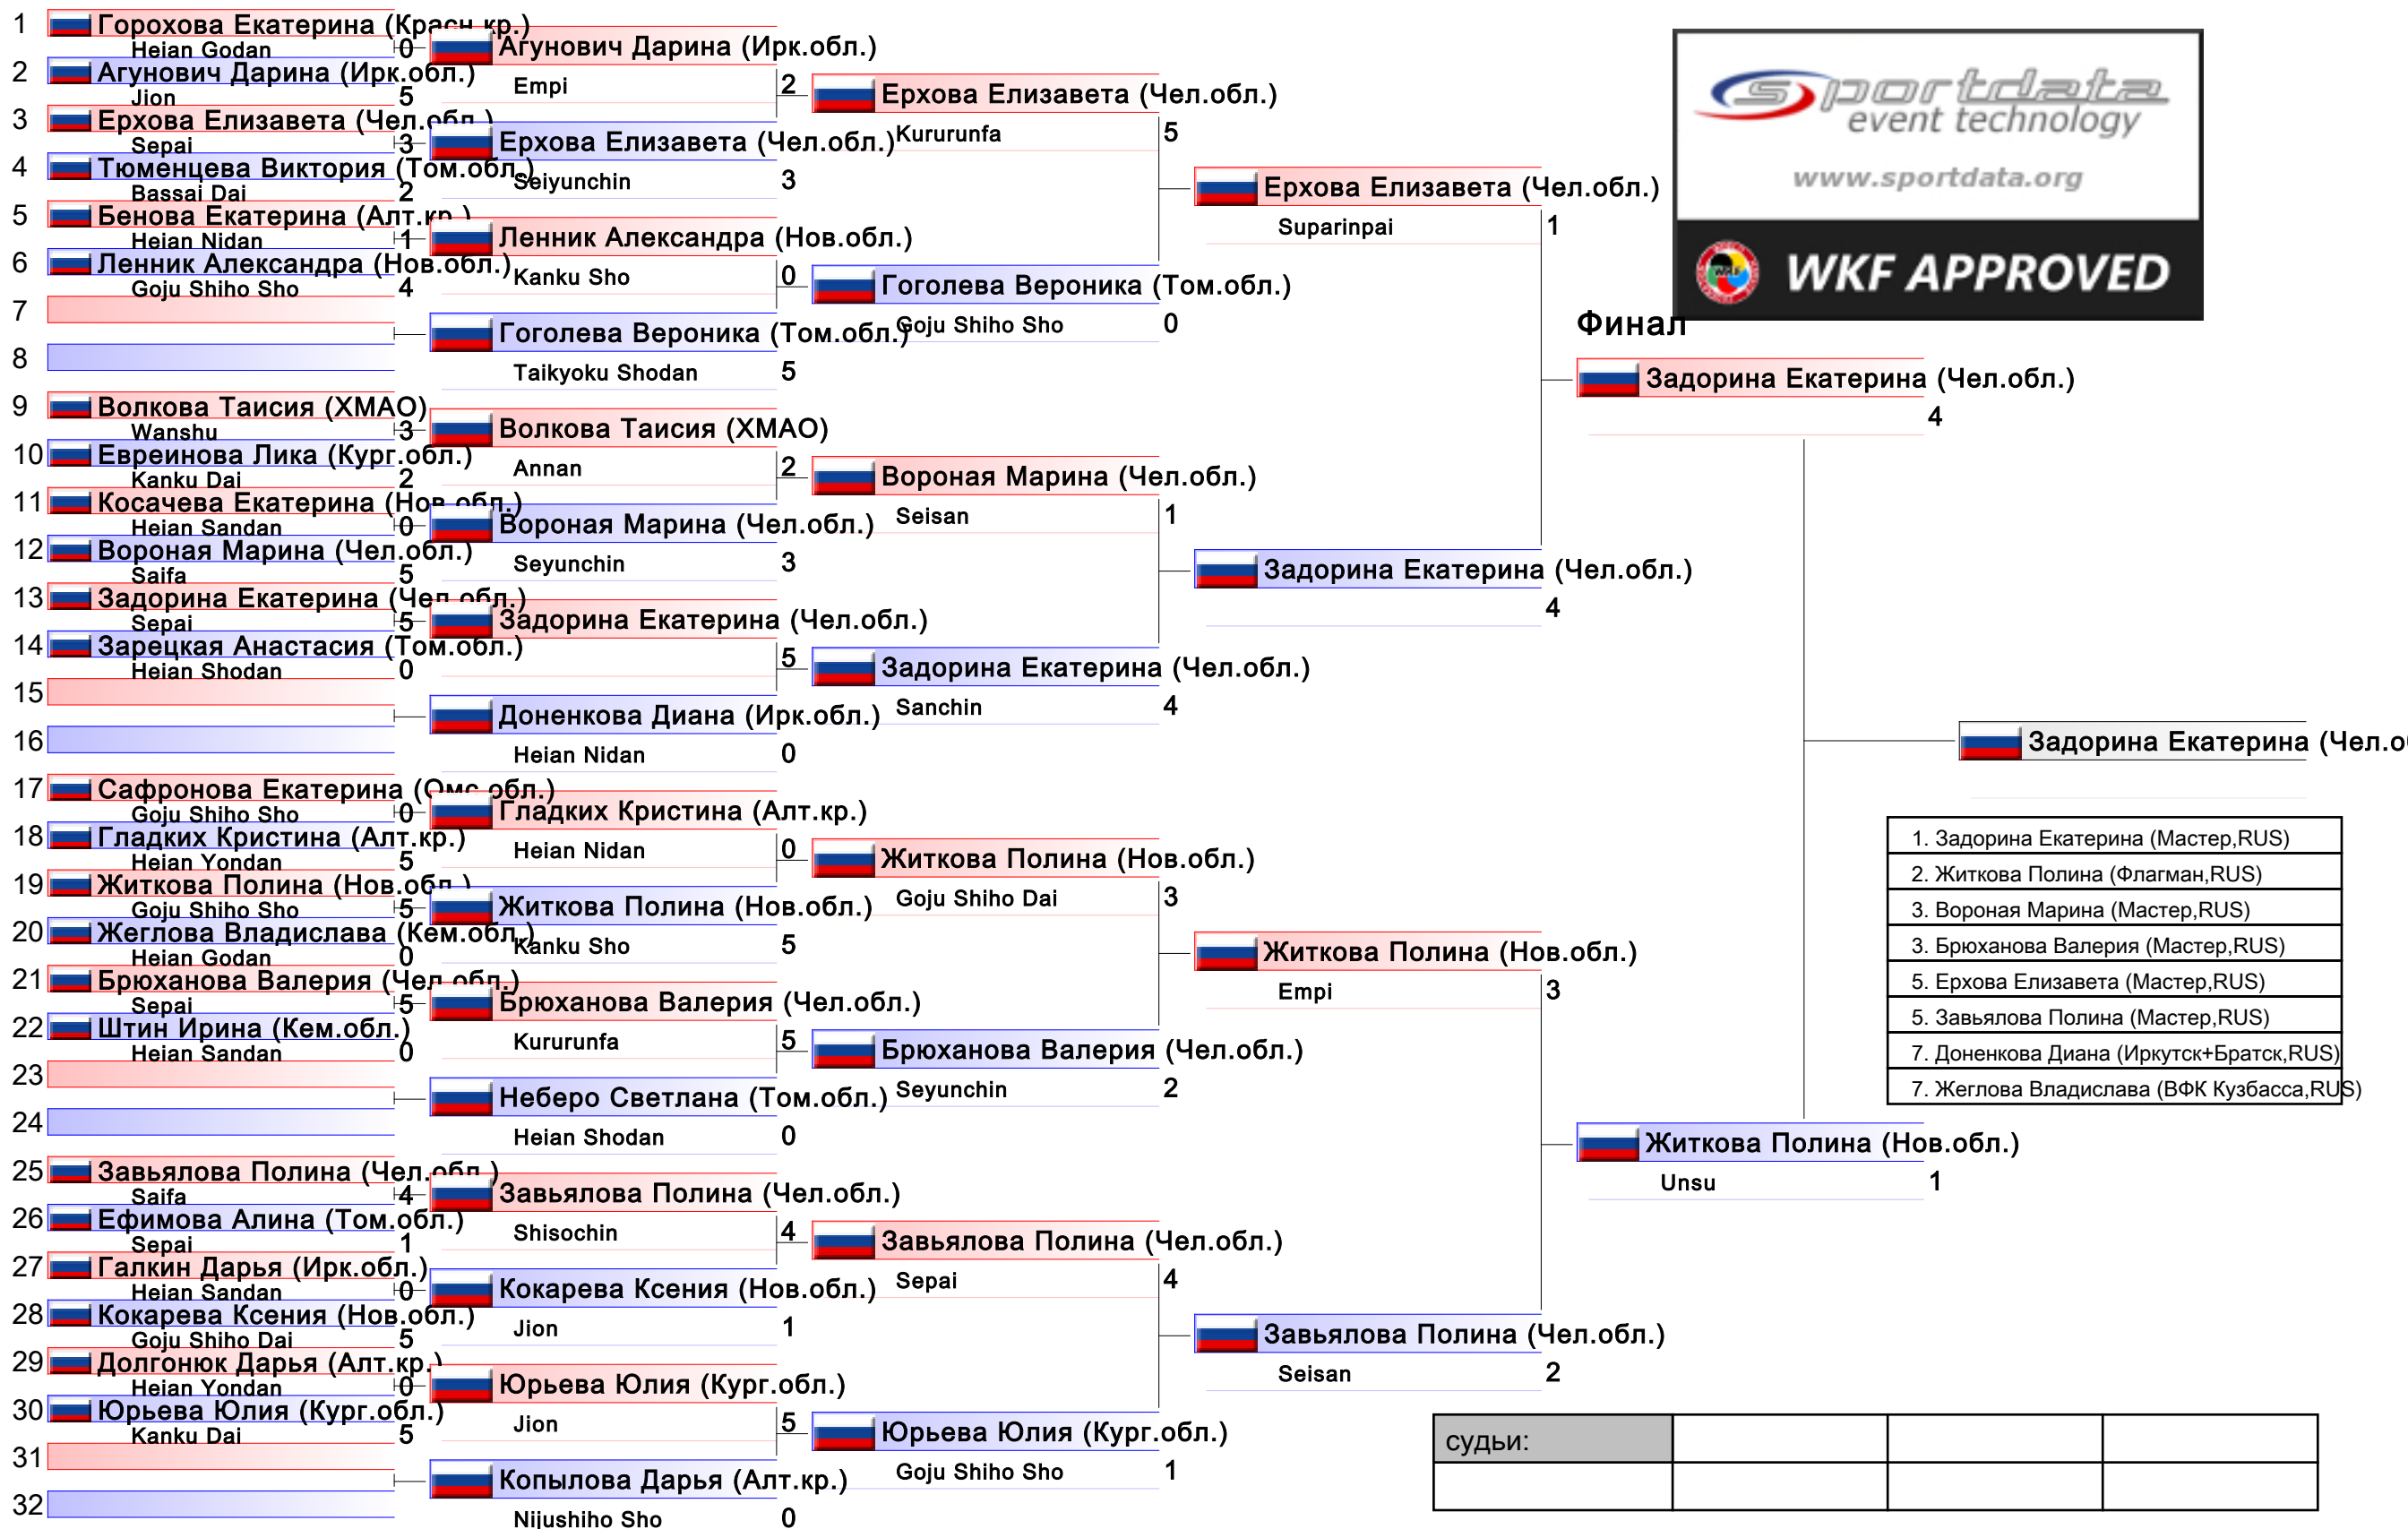 1 Горохова Екатерина (Красн.кр.)
Heian Godan 0
2 Агунович Дарина (Ирк.обл.)
Jion 5
3 Ерхова Елизавета (Чел.обл.)
Sepai 3
4 Тюменцева Виктория (Том.обл.)
Bassai Dai 2
5 Бенова Екатерина (Алт.кр.)
Heian Nidan 1
6 Ленник Александра (Нов.обл.)
Goju Shiho Sho 4
7
8
9 Волкова Таисия (ХМАО)
Wanshu 3
10 Евреинова Лика (Кург.обл.)
Kanku Dai 2
11 Косачева Екатерина (Нов.обл.)
Heian Sandan 0
12 Вороная Марина (Чел.обл.)
Saifa 5
13 Задорина Екатерина (Чел.обл.)
Sepai 5
14 Зарецкая Анастасия (Том.обл.)
Heian Shodan 0
15
16
17 Сафронова Екатерина (Омс.обл.)
Goju Shiho Sho 0
18 Гладких Кристина (Алт.кр.)
Heian Yondan 5
19 Житкова Полина (Нов.обл.)
Goju Shiho Sho 5
20 Жеглова Владислава (Кем.обл.)
Heian Godan 0
21 Брюханова Валерия (Чел.обл.)
Sepai 5
22 Штин Ирина (Кем.обл.)
Heian Sandan 0
23
24
25 Завьялова Полина (Чел.обл.)
Saifa 4
26 Ефимова Алина (Том.обл.)
Sepai 1
27 Галкин Дарья (Ирк.обл.)
Heian Sandan 0
28 Кокарева Ксения (Нов.обл.)
Goju Shiho Dai 5
29 Долгонюк Дарья (Алт.кр.)
Heian Yondan 0
30 Юрьева Юлия (Кург.обл.)
Kanku Dai 5
31
32
Агунович Дарина (Ирк.обл.)
Empi 2
Ерхова Елизавета (Чел.обл.)
Seiyunchin 3
Ленник Александра (Нов.обл.)
Kanku Sho 0
Гоголева Вероника (Том.обл.)
Taikyoku Shodan 5
Волкова Таисия (ХМАО)
Annan 2
Вороная Марина (Чел.обл.)
Seyunchin 3
Задорина Екатерина (Чел.обл.)
5
Доненкова Диана (Ирк.обл.)
Heian Nidan 0
Гладких Кристина (Алт.кр.)
Heian Nidan 0
Житкова Полина (Нов.обл.)
Kanku Sho 5
Брюханова Валерия (Чел.обл.)
Kururunfa 5
Неберо Светлана (Том.обл.)
Heian Shodan 0
Завьялова Полина (Чел.обл.)
Shisochin 4
Кокарева Ксения (Нов.обл.)
Jion 1
Юрьева Юлия (Кург.обл.)
Jion 5
Копылова Дарья (Алт.кр.)
Nijushiho Sho 0
Ерхова Елизавета (Чел.обл.)
Kururunfa 5
Гоголева Вероника (Том.обл.)
Goju Shiho Sho 0
Вороная Марина (Чел.обл.)
Seisan 1
Задорина Екатерина (Чел.обл.)
Sanchin 4
Житкова Полина (Нов.обл.)
Goju Shiho Dai 3
Брюханова Валерия (Чел.обл.)
Seyunchin 2
Завьялова Полина (Чел.обл.)
Sepai 4
Юрьева Юлия (Кург.обл.)
Goju Shiho Sho 1
Ерхова Елизавета (Чел.обл.)
Suparinpai 1
Задорина Екатерина (Чел.обл.)
4
Житкова Полина (Нов.обл.)
Empi 3
Завьялова Полина (Чел.обл.)
Seisan 2
sportdata
event technology
www.sportdata.org
WKF
WKF APPROVED
Финал
Задорина Екатерина (Чел.обл.)
4
Житкова Полина (Нов.обл.)
Unsu 1
Задорина Екатерина (Чел.о
1. Задорина Екатерина (Мастер,RUS)
2. Житкова Полина (Флагман,RUS)
3. Вороная Марина (Мастер,RUS)
3. Брюханова Валерия (Мастер,RUS)
5. Ерхова Елизавета (Мастер,RUS)
5. Завьялова Полина (Мастер,RUS)
7. Доненкова Диана (Иркутск+Братск,RUS)
7. Жеглова Владислава (ВФК Кузбасса,RUS)
судьи: